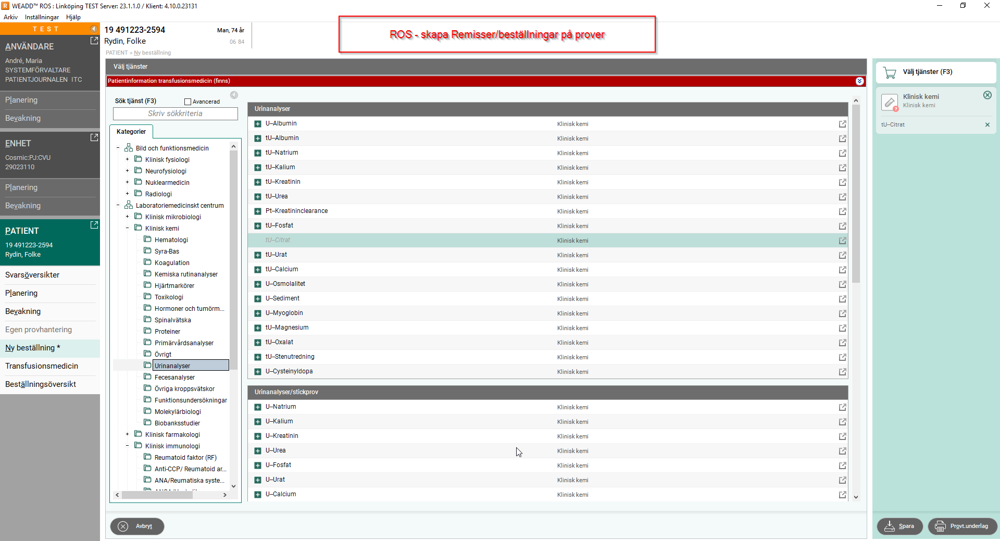 WEADD™ ROS : Linköping TEST Server: 23.1.1.0 / Klient: 4.10.0.23131
Arkiv Inställningar Hjälp
TEST
ANVÄNDARE
André, Maria
SYSTEMFÖRVALTARE
PATIENTJOURNALEN ITC
Planering
Bevakning
ENHET
Cosmic:PJ:CVU
29023110
Planering
Bevakning
PATIENT
19 491223-2594
Rydin, Folke
Svarsöversikter
Planering
Bevakning
Egen provhantering
Ny beställning *
Transfusionsmedicin
Beställningsöversikt
19 491223-2594 Man, 74 år
Rydin, Folke 06 84
PATIENT » Ny beställning
ROS - skapa Remisser/beställningar på prover
Välj tjänster
Patientinformation transfusionsmedicin (finns)
Sök tjänst (F3) Avancerad
Skriv sökkriteria
Kategorier
Bild och funktionsmedicin
Klinisk fysiologi
Neurofysiologi
Nuklearmedicin
Radiologi
Laboratoriemedicinskt centrum
Klinisk mikrobiologi
Klinisk kemi
Hematologi
Syra-Bas
Koagulation
Kemiska rutinanalyser
Hjärtmarkörer
Toxikologi
Hormoner och tumörm...
Spinalvätska
Proteiner
Primärvårdsanalyser
Övrigt
Urinanalyser
Fecesanalyser
Övriga kroppsvätskor
Funktionsundersökningar
Molekylärbiologi
Biobanksstudier
Klinisk farmakologi
Klinisk immunologi
Reumatoid faktor (RF)
Anti-CCP/ Reumatoid ar...
ANA/Reumatiska syste...
Urinanalyser
U–Albumin Klinisk kemi
tU–Albumin Klinisk kemi
tU–Natrium Klinisk kemi
tU–Kalium Klinisk kemi
tU–Kreatinin Klinisk kemi
tU–Urea Klinisk kemi
Pt–Kreatininclearance Klinisk kemi
tU–Fosfat Klinisk kemi
tU–Citrat Klinisk kemi
tU–Urat Klinisk kemi
tU–Calcium Klinisk kemi
U–Osmolalitet Klinisk kemi
U–Sediment Klinisk kemi
U–Myoglobin Klinisk kemi
tU–Magnesium Klinisk kemi
tU–Oxalat Klinisk kemi
tU–Stenutredning Klinisk kemi
U–Cysteinyldopa Klinisk kemi
Urinanalyser/stickprov
U–Natrium Klinisk kemi
U–Kalium Klinisk kemi
U–Kreatinin Klinisk kemi
U–Urea Klinisk kemi
U–Fosfat Klinisk kemi
U–Urat Klinisk kemi
U–Calcium Klinisk kemi
Avbryt
Välj tjänster (F3)
Klinisk kemi
Klinisk kemi
tU–Citrat
Spara Provt.underlag